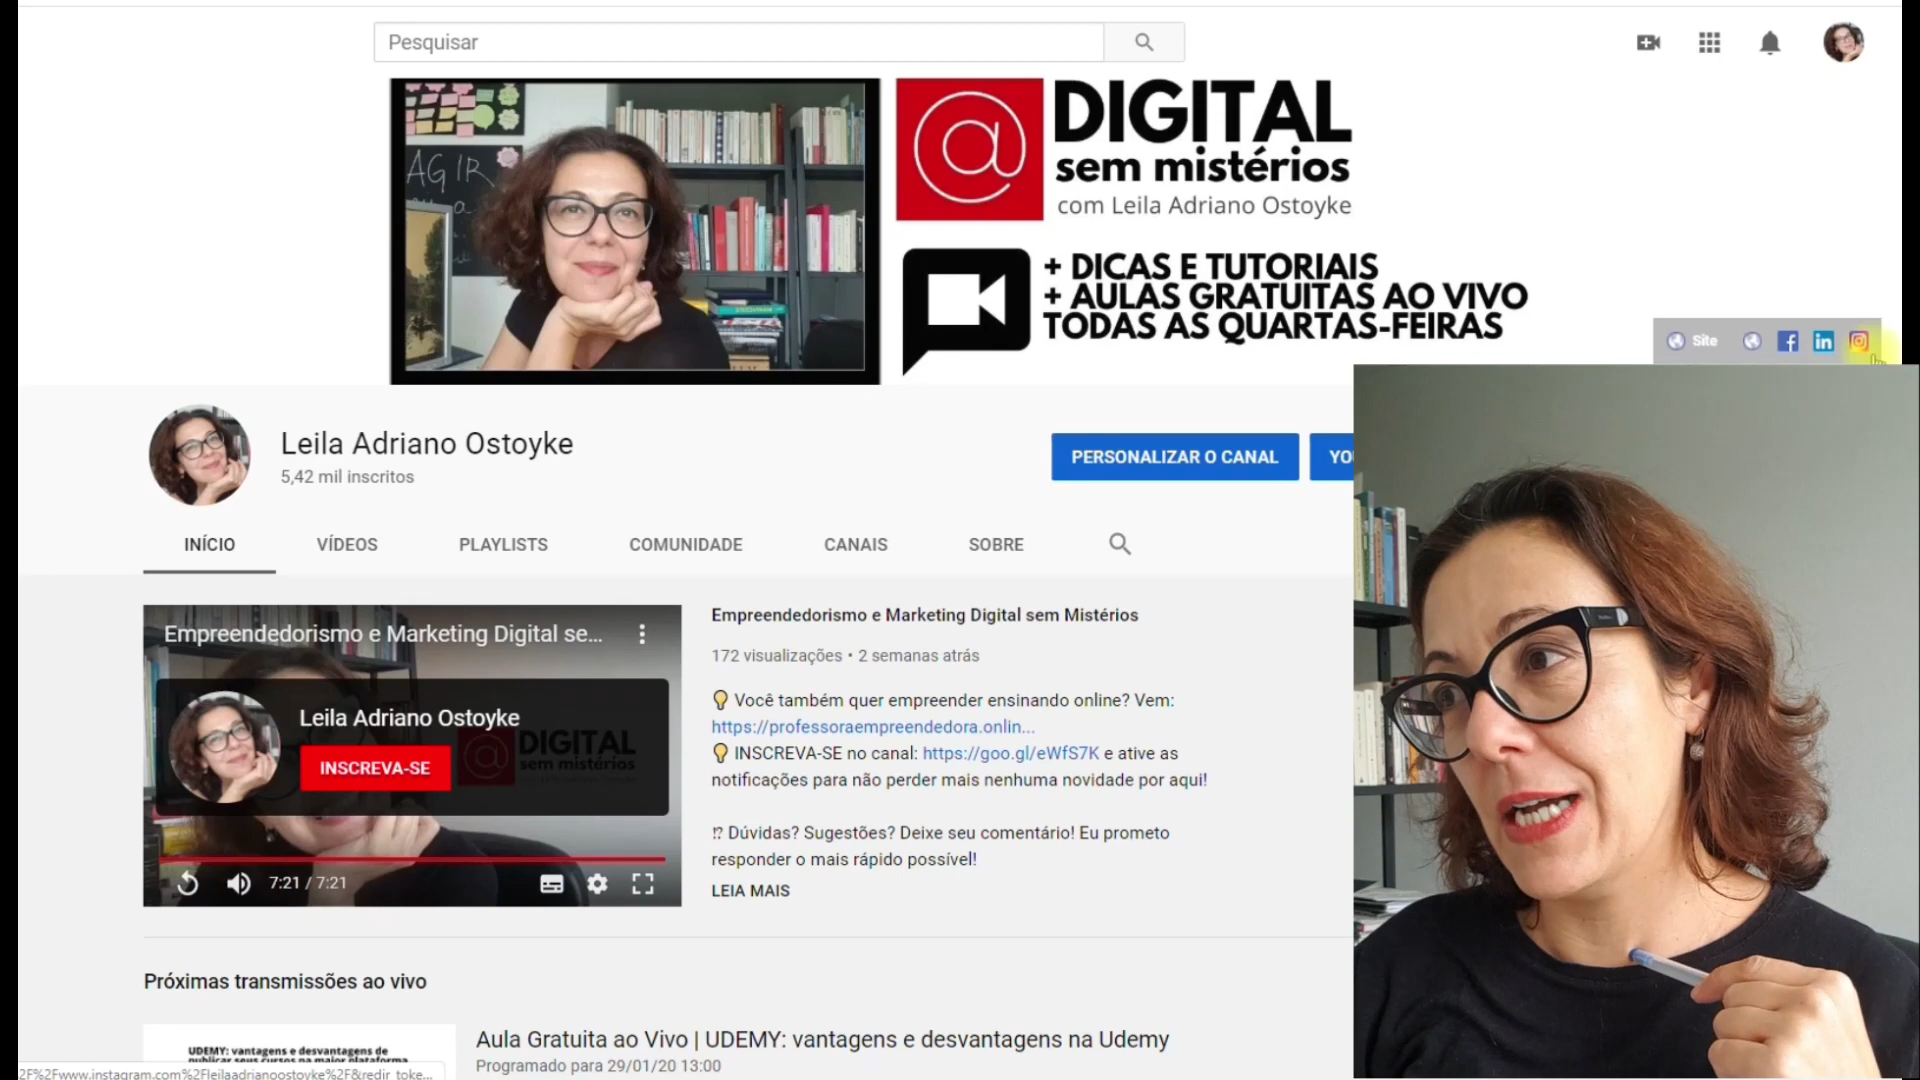 Pesquisar
AGIR
DIGITAL
sem mistérios
com Leila Adriano Ostoyke
+ DICAS E TUTORIAIS
+ AULAS GRATUITAS AO VIVO
TODAS AS QUARTAS-FEIRAS
Site
Leila Adriano Ostoyke
5,42 mil inscritos
PERSONALIZAR O CANAL
YO
INÍCIO
VÍDEOS
PLAYLISTS
COMUNIDADE
CANAIS
SOBRE
Empreendedorismo e Marketing Digital se...
Leila Adriano Ostoyke
INSCREVA-SE
DIGITAL
sem mistérios
7:21 / 7:21
Empreendedorismo e Marketing Digital sem Mistérios
172 visualizações • 2 semanas atrás
💡 Você também quer empreender ensinando online? Vem:
https://professoraempreendedora.onlin...
💡 INSCREVA-SE no canal: https://goo.gl/eWfS7K e ative as
notificações para não perder mais nenhuma novidade por aqui!
⁉ Dúvidas? Sugestões? Deixe seu comentário! Eu prometo
responder o mais rápido possível!
LEIA MAIS
Próximas transmissões ao vivo
UDEMY: vantagens e desvantagens de
publicar seus cursos na maior plataforma
Aula Gratuita ao Vivo | UDEMY: vantagens e desvantagens na Udemy
Programado para 29/01/20 13:00
2F%2Fwww.instagram.com%2Fleilaadrianoostoyke%2F&redir_toke...